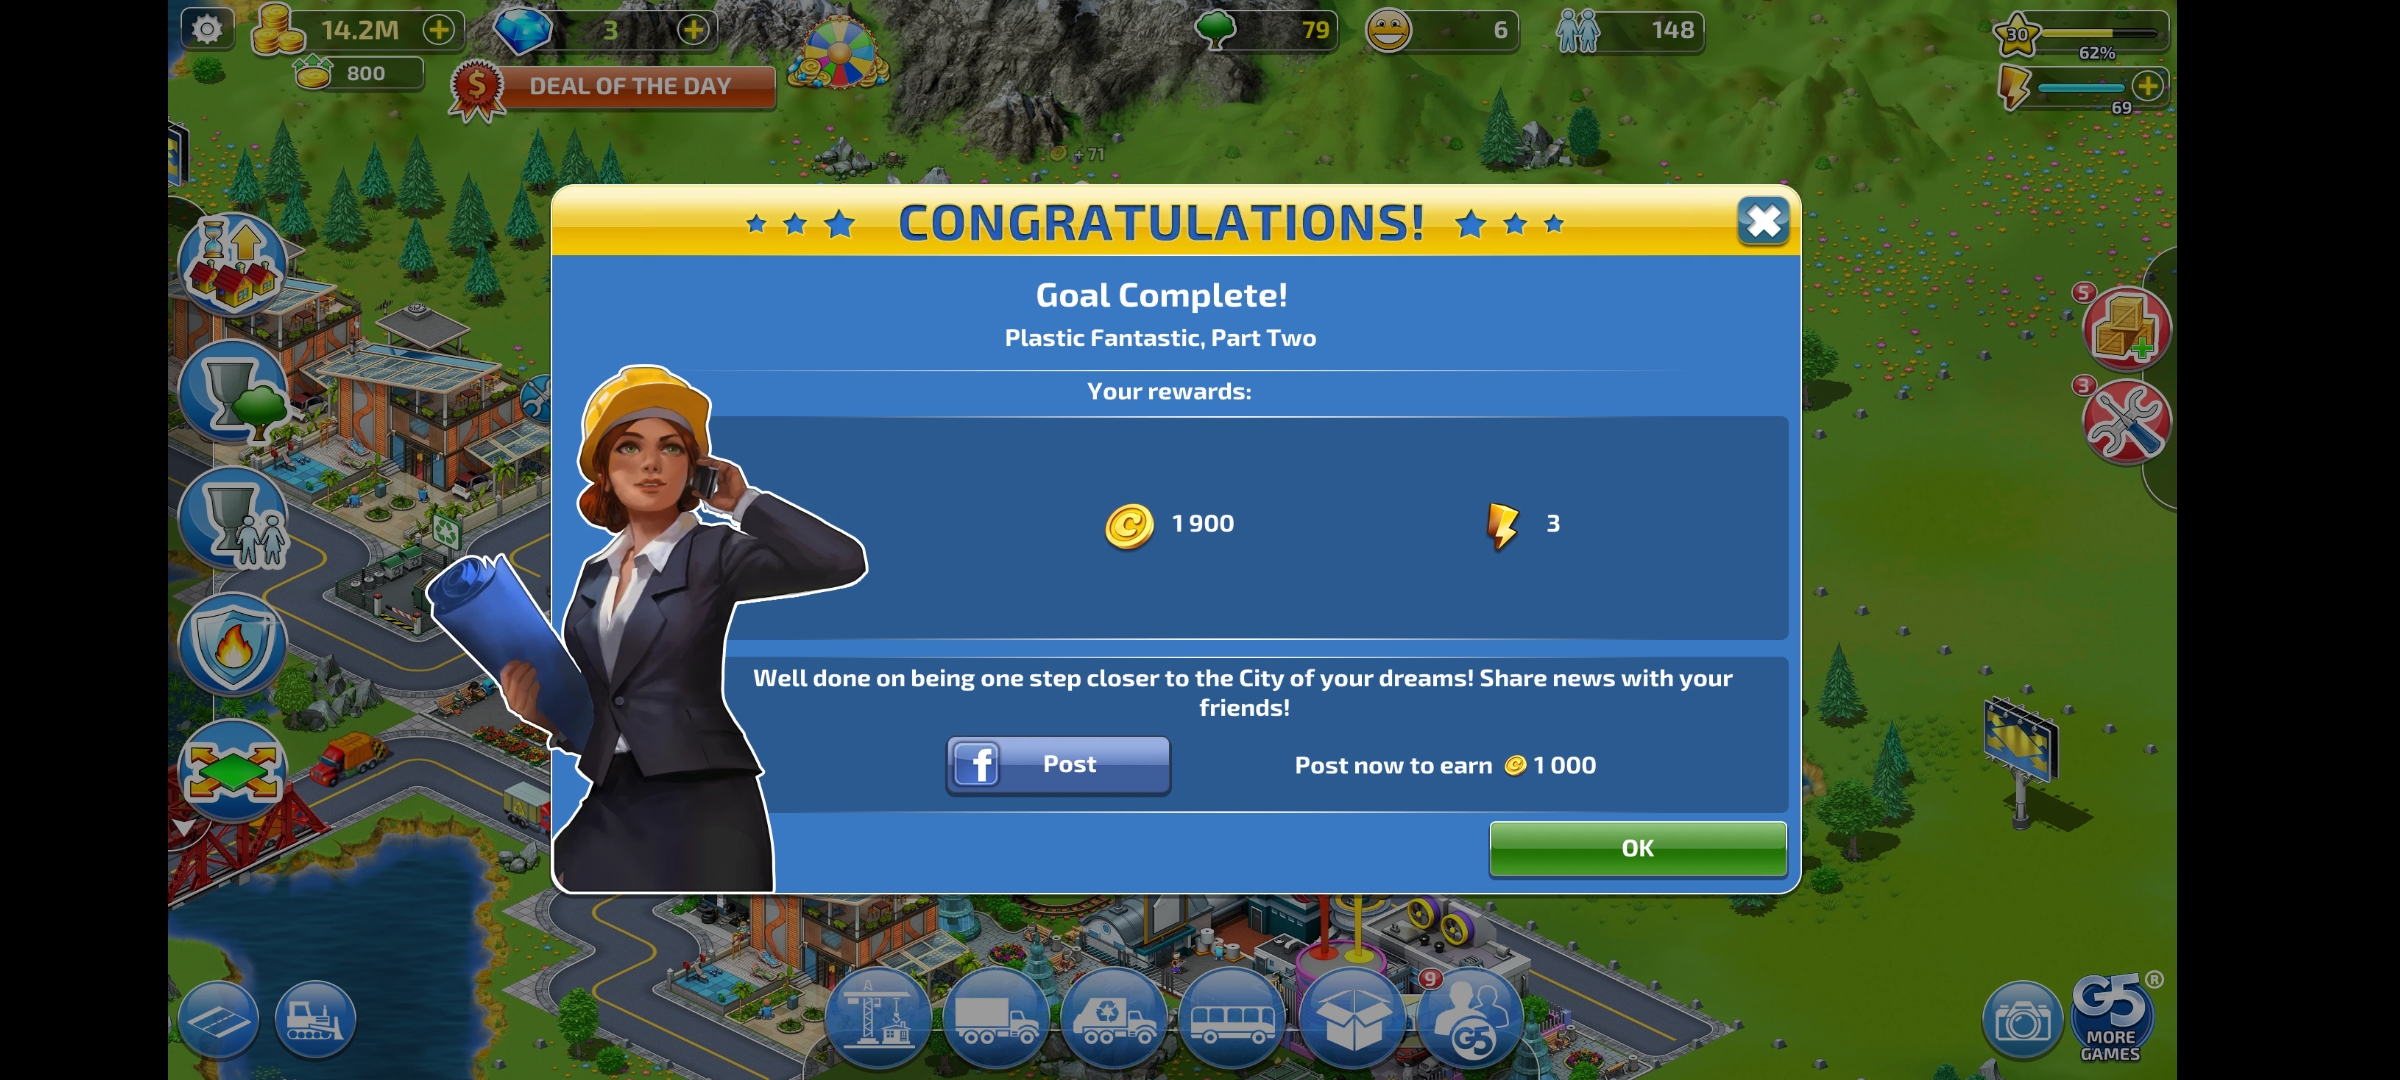 14.2M
3
79
6
148
30
62%
800
DEAL OF THE DAY
69
+71
CONGRATULATIONS!
Goal Complete!
Plastic Fantastic, Part Two
Your rewards:
5
3
1 900
3
Well done on being one step closer to the City of your dreams! Share news with your
friends!
f Post
Post now to earn 1 000
OK
9
G5
G5®
MORE
GAMES